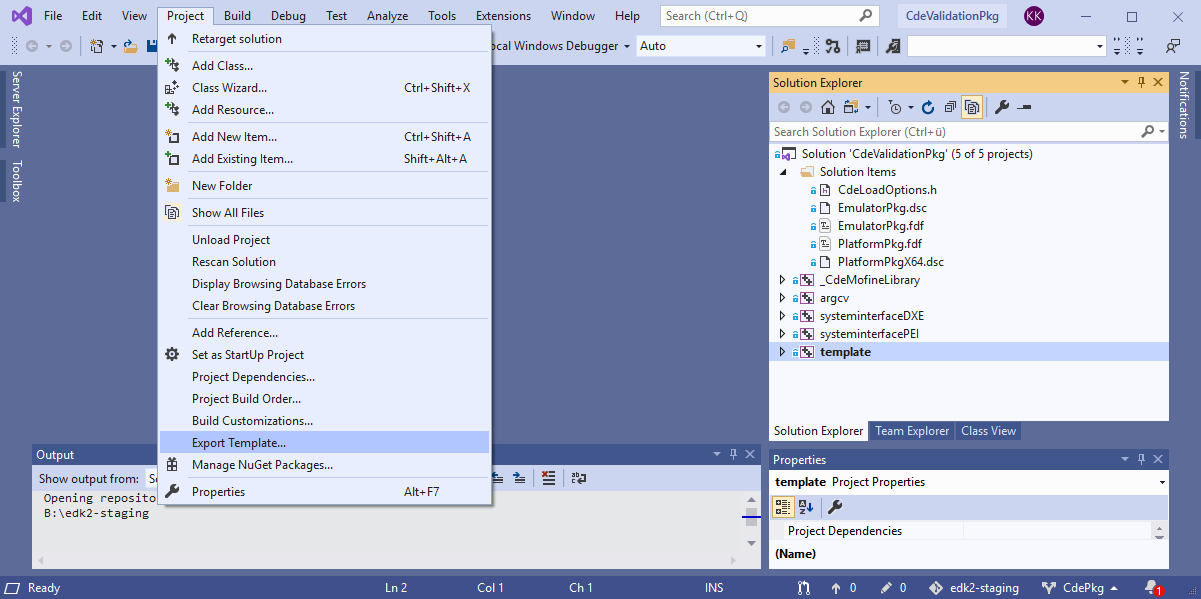 File Edit View Project Build Debug Test Analyze Tools Extensions Window Help Search (Ctrl+Q) CdeValidationPkg KK
ocal Windows Debugger Auto
Server Explorer
Toolbox
Retarget solution
Add Class...
Class Wizard... Ctrl+Shift+X
Add Resource...
Add New Item... Ctrl+Shift+A
Add Existing Item... Shift+Alt+A
New Folder
Show All Files
Unload Project
Rescan Solution
Display Browsing Database Errors
Clear Browsing Database Errors
Add Reference...
Set as StartUp Project
Project Dependencies...
Project Build Order...
Build Customizations...
Export Template...
Manage NuGet Packages...
Properties Alt+F7
Output
Show output from:
Opening reposito
B:\edk2-staging
Solution Explorer
Search Solution Explorer (Ctrl+ü)
Solution 'CdeValidationPkg' (5 of 5 projects)
Solution Items
CdeLoadOptions.h
EmulatorPkg.dsc
EmulatorPkg.fdf
PlatformPkg.fdf
PlatformPkgX64.dsc
_CdeMofineLibrary
argcv
systeminterfaceDXE
systeminterfacePEI
template
Solution Explorer Team Explorer Class View
Properties
template Project Properties
Project Dependencies
(Name)
Notifications
Ready Ln 2 Col 1 Ch 1 INS 0 0 edk2-staging CdePkg 1